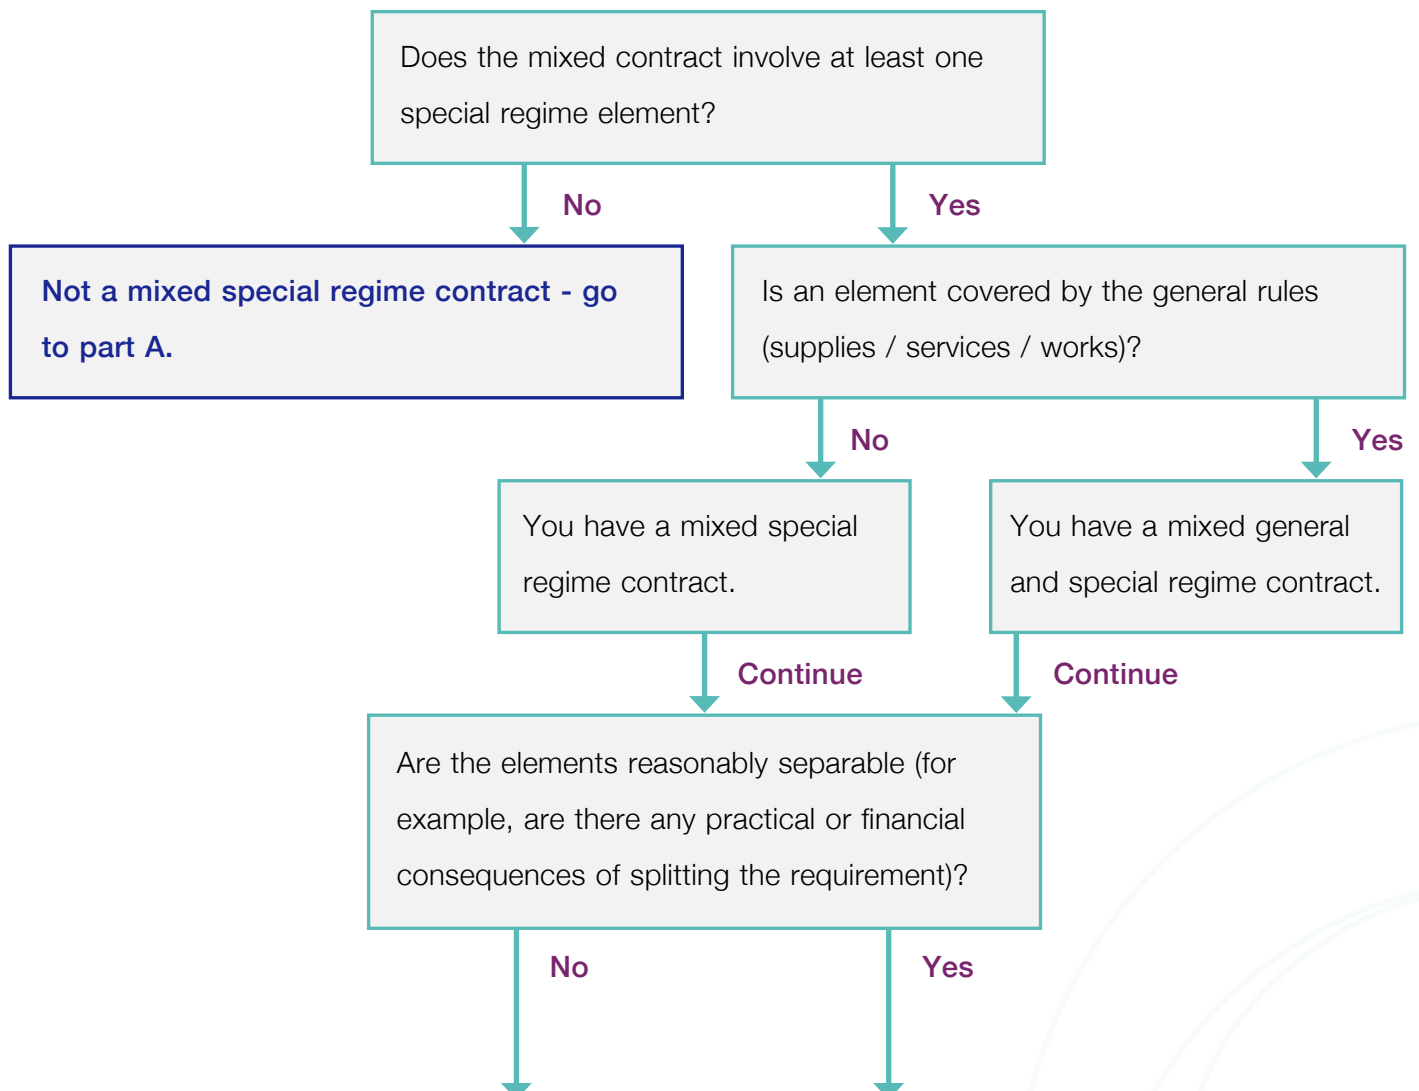 Does the mixed contract involve at least one
special regime element?
No
Yes
Not a mixed special regime contract - go
to part A.
Is an element covered by the general rules
(supplies / services / works)?
No
Yes
You have a mixed special
regime contract.
You have a mixed general
and special regime contract.
Continue
Continue
Are the elements reasonably separable (for
example, are there any practical or financial
consequences of splitting the requirement)?
No
Yes